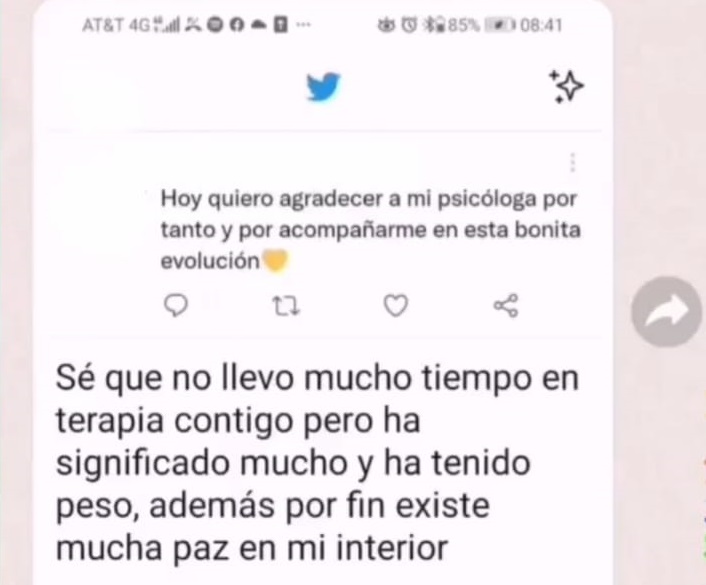 AT&T 4G 85% 08:41
Hoy quiero agradecer a mi psicóloga por
tanto y por acompañarme en esta bonita
evolución💛
Sé que no llevo mucho tiempo en
terapia contigo pero ha
significado mucho y ha tenido
peso, además por fin existe
mucha paz en mi interior